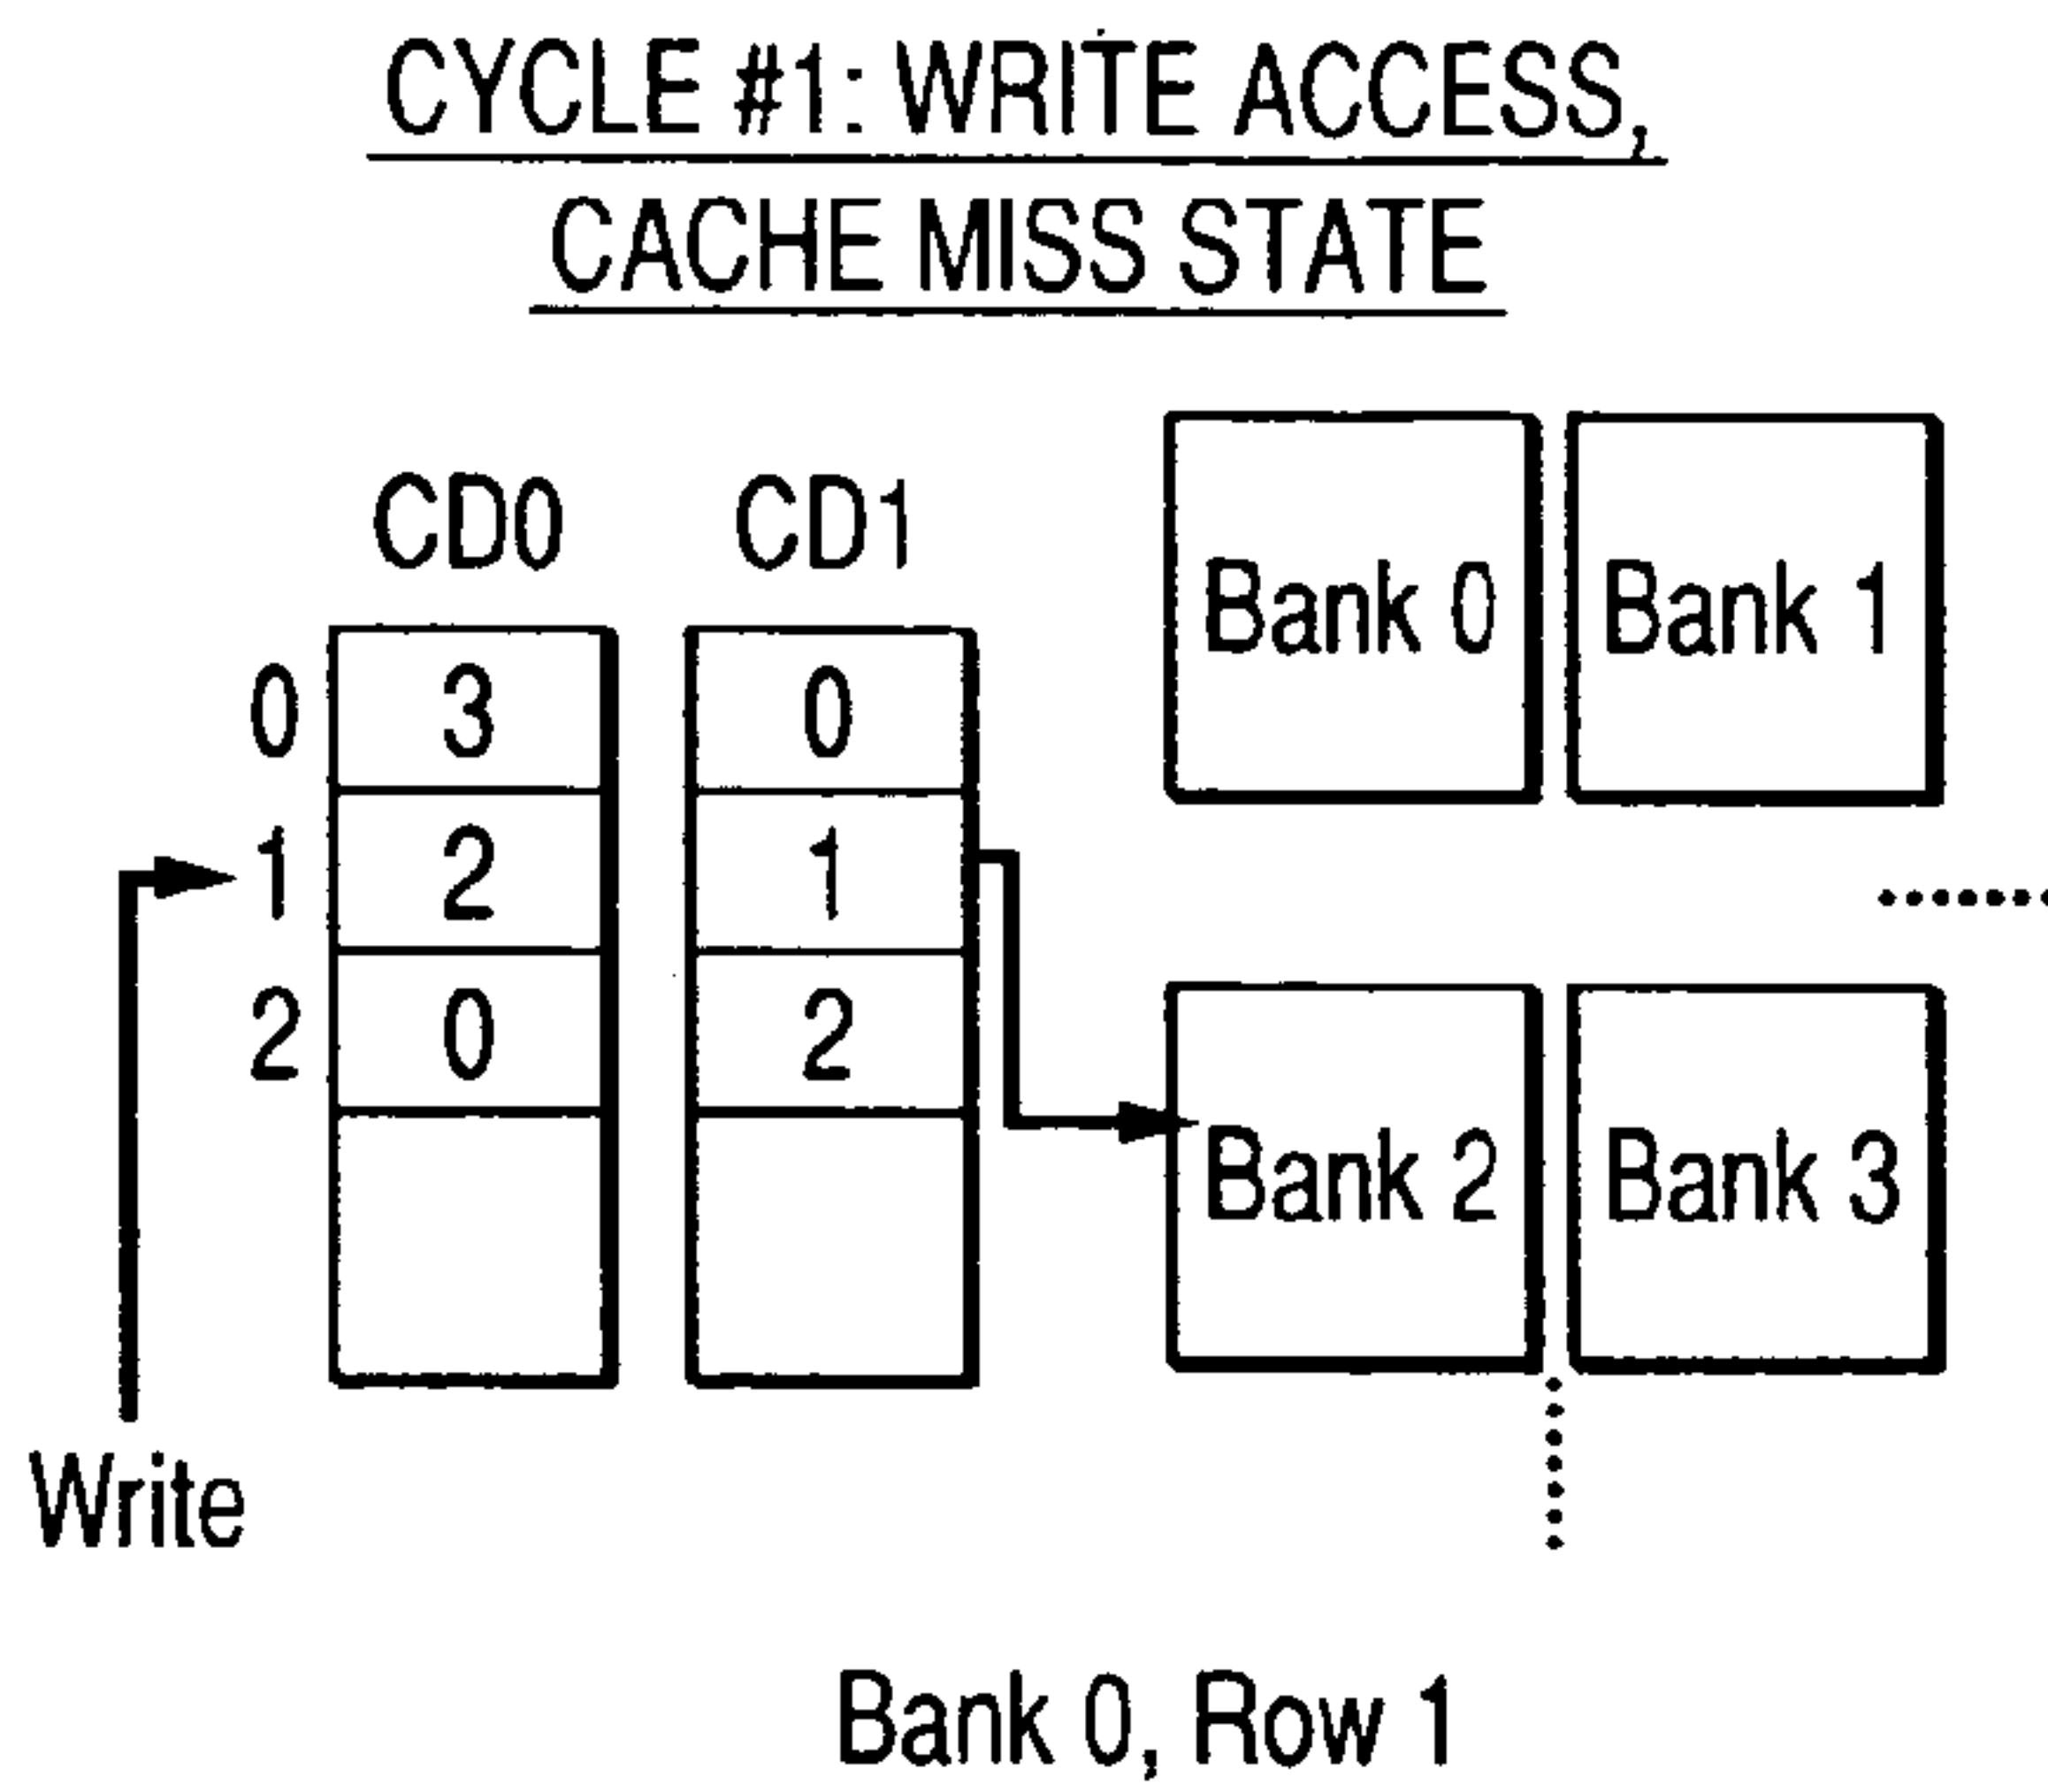 CYCLE #1: WRITE ACCESS,
CACHE MISS STATE
CD0 CD1
Bank 0 Bank 1
0 3 0
1 2 1
2 0 2
Bank 2 Bank 3
Write
Bank 0, Row 1